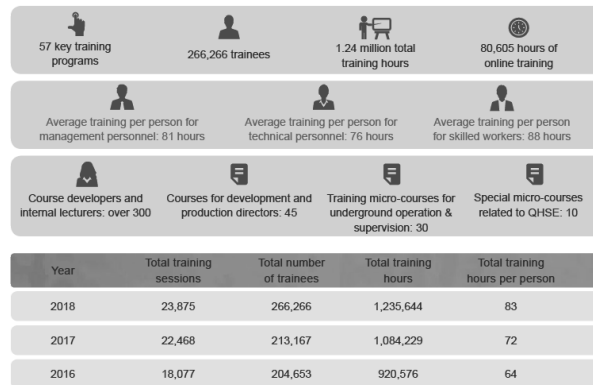 57 key training
programs
266,266 trainees
1.24 million total
training hours
80,605 hours of
online training
Average training per person for
management personnel: 81 hours
Average training per person for
technical personnel: 76 hours
Average training per person
for skilled workers: 88 hours
Course developers and
internal lecturers: over 300
Courses for development and
production directors: 45
Training micro-courses for
underground operation &
supervision: 30
Special micro-courses
related to QHSE: 10
Year
Total training
sessions
Total number
of trainees
Total training
hours
Total training
hours per person
2018 23,875 266,266 1,235,644 83
2017 22,468 213,167 1,084,229 72
2016 18,077 204,653 920,576 64